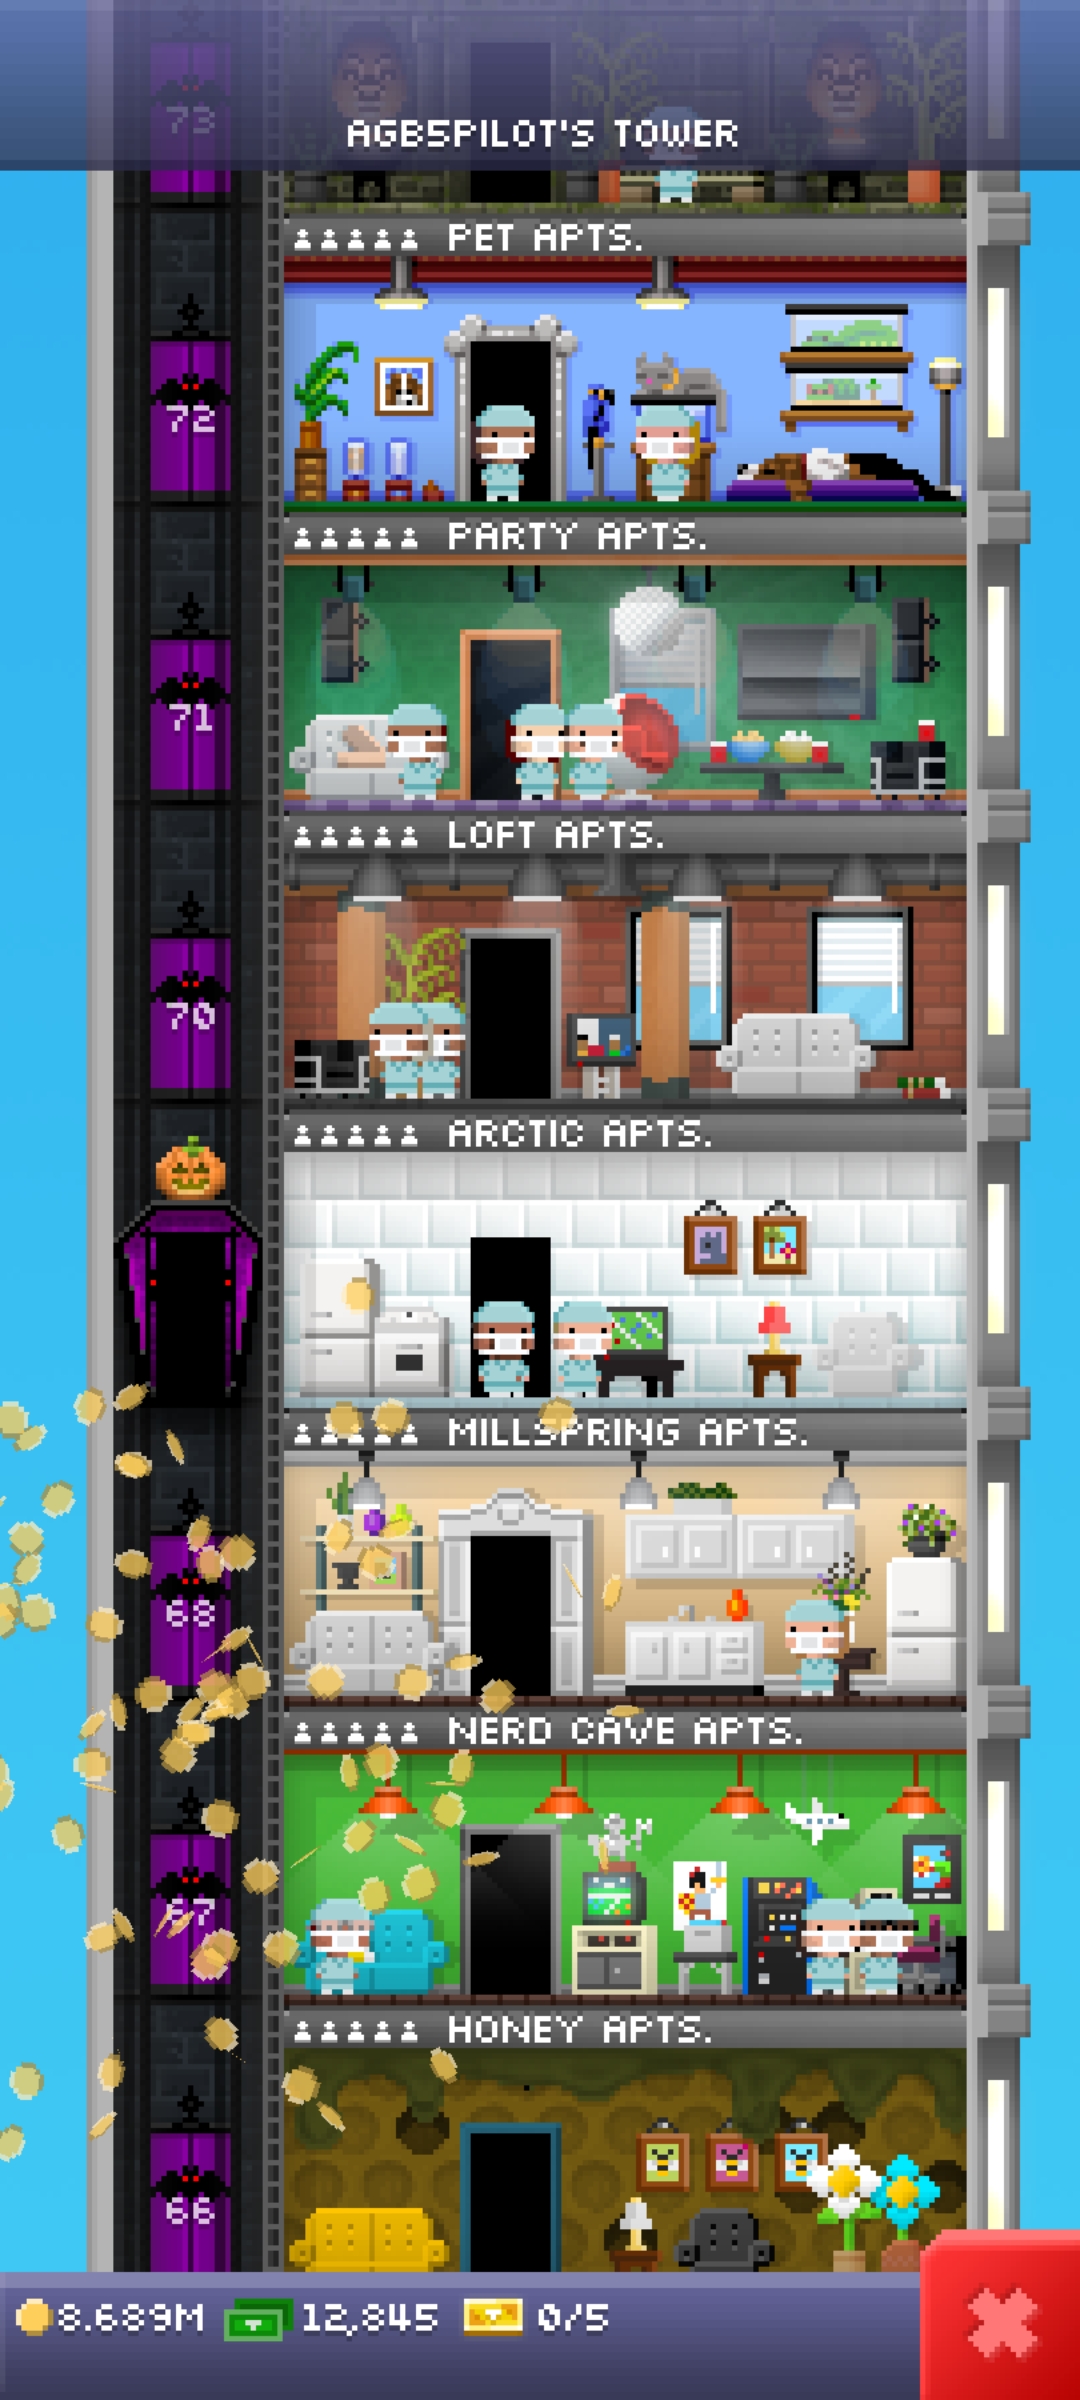 73
AGB5PILOT'S TOWER
PET APTS.
72
PARTY APTS.
71
LOFT APTS.
70
ARCTIC APTS.
MILLSPRING APTS.
68
NERD CAVE APTS.
67
HONEY APTS.
66
8.689M 12,845 0/5